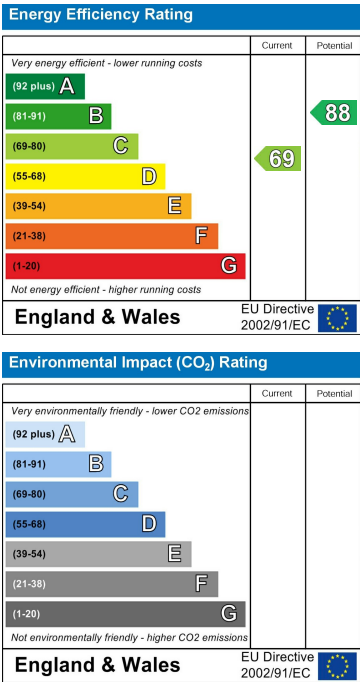 Energy Efficiency Rating
Current Potential
Very energy efficient - lower running costs
(92 plus) A
(81-91) B
88
(69-80) C
69
(55-68) D
(39-54) E
(21-38) F
(1-20) G
Not energy efficient - higher running costs
England & Wales
EU Directive
2002/91/EC
Environmental Impact (CO₂) Rating
Current Potential
Very environmentally friendly - lower CO2 emissions
(92 plus) A
(81-91) B
(69-80) C
(55-68) D
(39-54) E
(21-38) F
(1-20) G
Not environmentally friendly - higher CO2 emissions
England & Wales
EU Directive
2002/91/EC